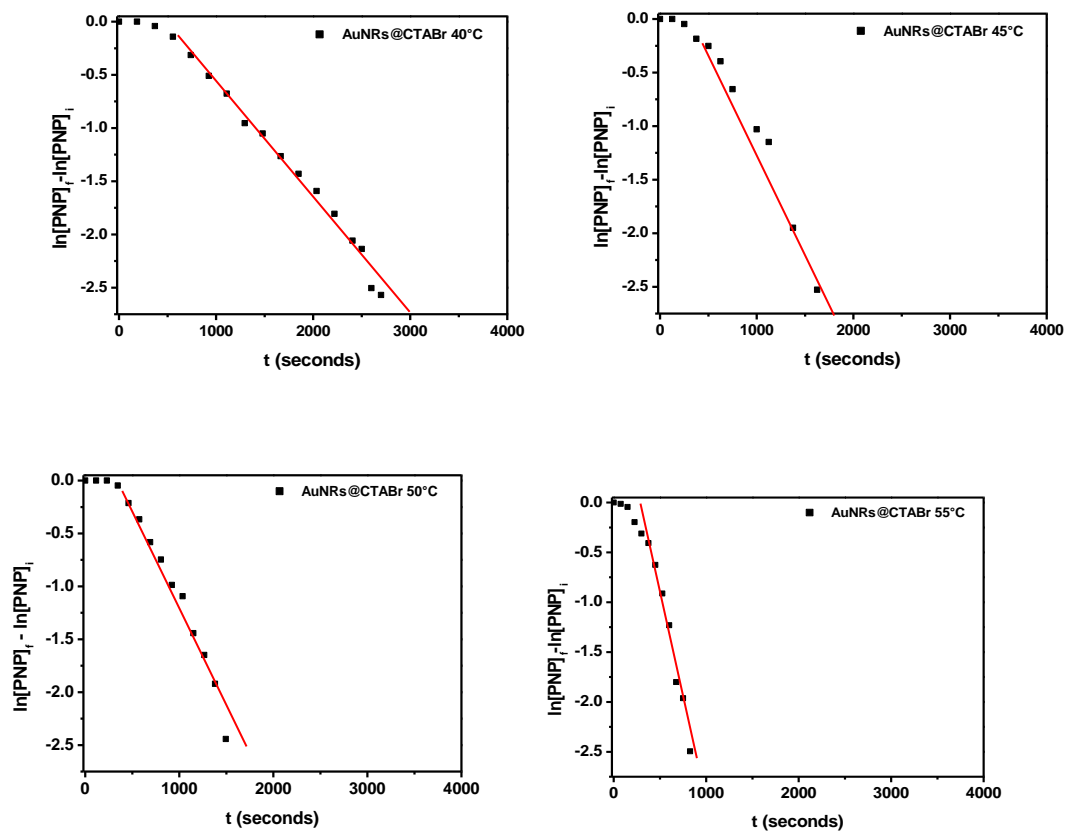 AuNRs@CTABr 40°C
ln[PNP]f-ln[PNP]i
0.0
-0.5
-1.0
-1.5
-2.0
-2.5
0 1000 2000 3000 4000
t (seconds)
AuNRs@CTABr 45°C
ln[PNP]f-ln[PNP]i
0.0
-0.5
-1.0
-1.5
-2.0
-2.5
0 1000 2000 3000 4000
t (seconds)
AuNRs@CTABr 50°C
ln[PNP]f - ln[PNP]i
0.0
-0.5
-1.0
-1.5
-2.0
-2.5
0 1000 2000 3000 4000
t (seconds)
AuNRs@CTABr 55°C
ln[PNP]f-ln[PNP]i
0.0
-0.5
-1.0
-1.5
-2.0
-2.5
0 1000 2000 3000 4000
t (seconds)